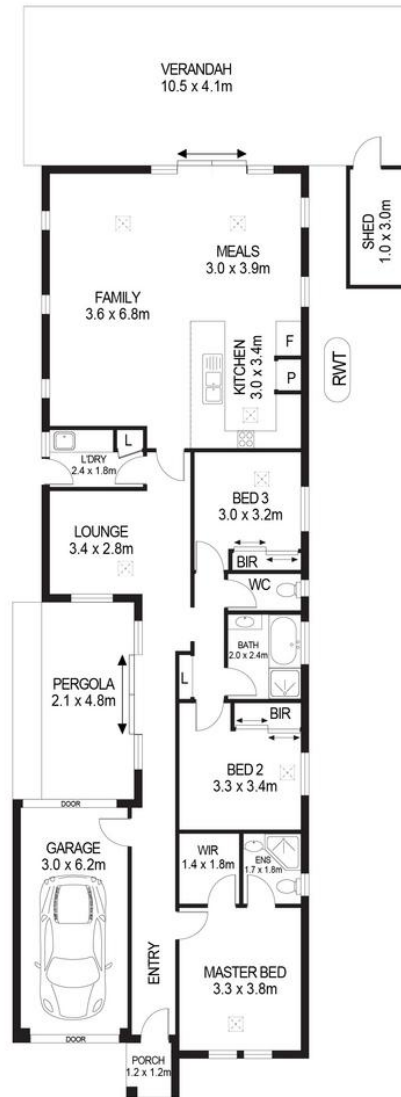 VERANDAH
10.5 x 4.1m
SHED
1.0 x 3.0m
MEALS
3.0 x 3.9m
FAMILY
3.6 x 6.8m
KITCHEN
3.0 x 3.4m
F
P
RWT
L
L'DRY
2.4 x 1.8m
BED 3
3.0 x 3.2m
LOUNGE
3.4 x 2.8m
BIR
WC
BATH
2.0 x 2.4m
L
PERGOLA
2.1 x 4.8m
BIR
BED 2
3.3 x 3.4m
DOOR
GARAGE
3.0 x 6.2m
WIR
1.4 x 1.8m
ENS
1.7 x 1.8m
ENTRY
MASTER BED
3.3 x 3.8m
DOOR
PORCH
1.2 x 1.2m